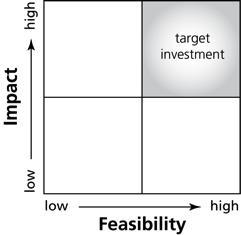 high
target
investment
Impact
low
low
high
Feasibility